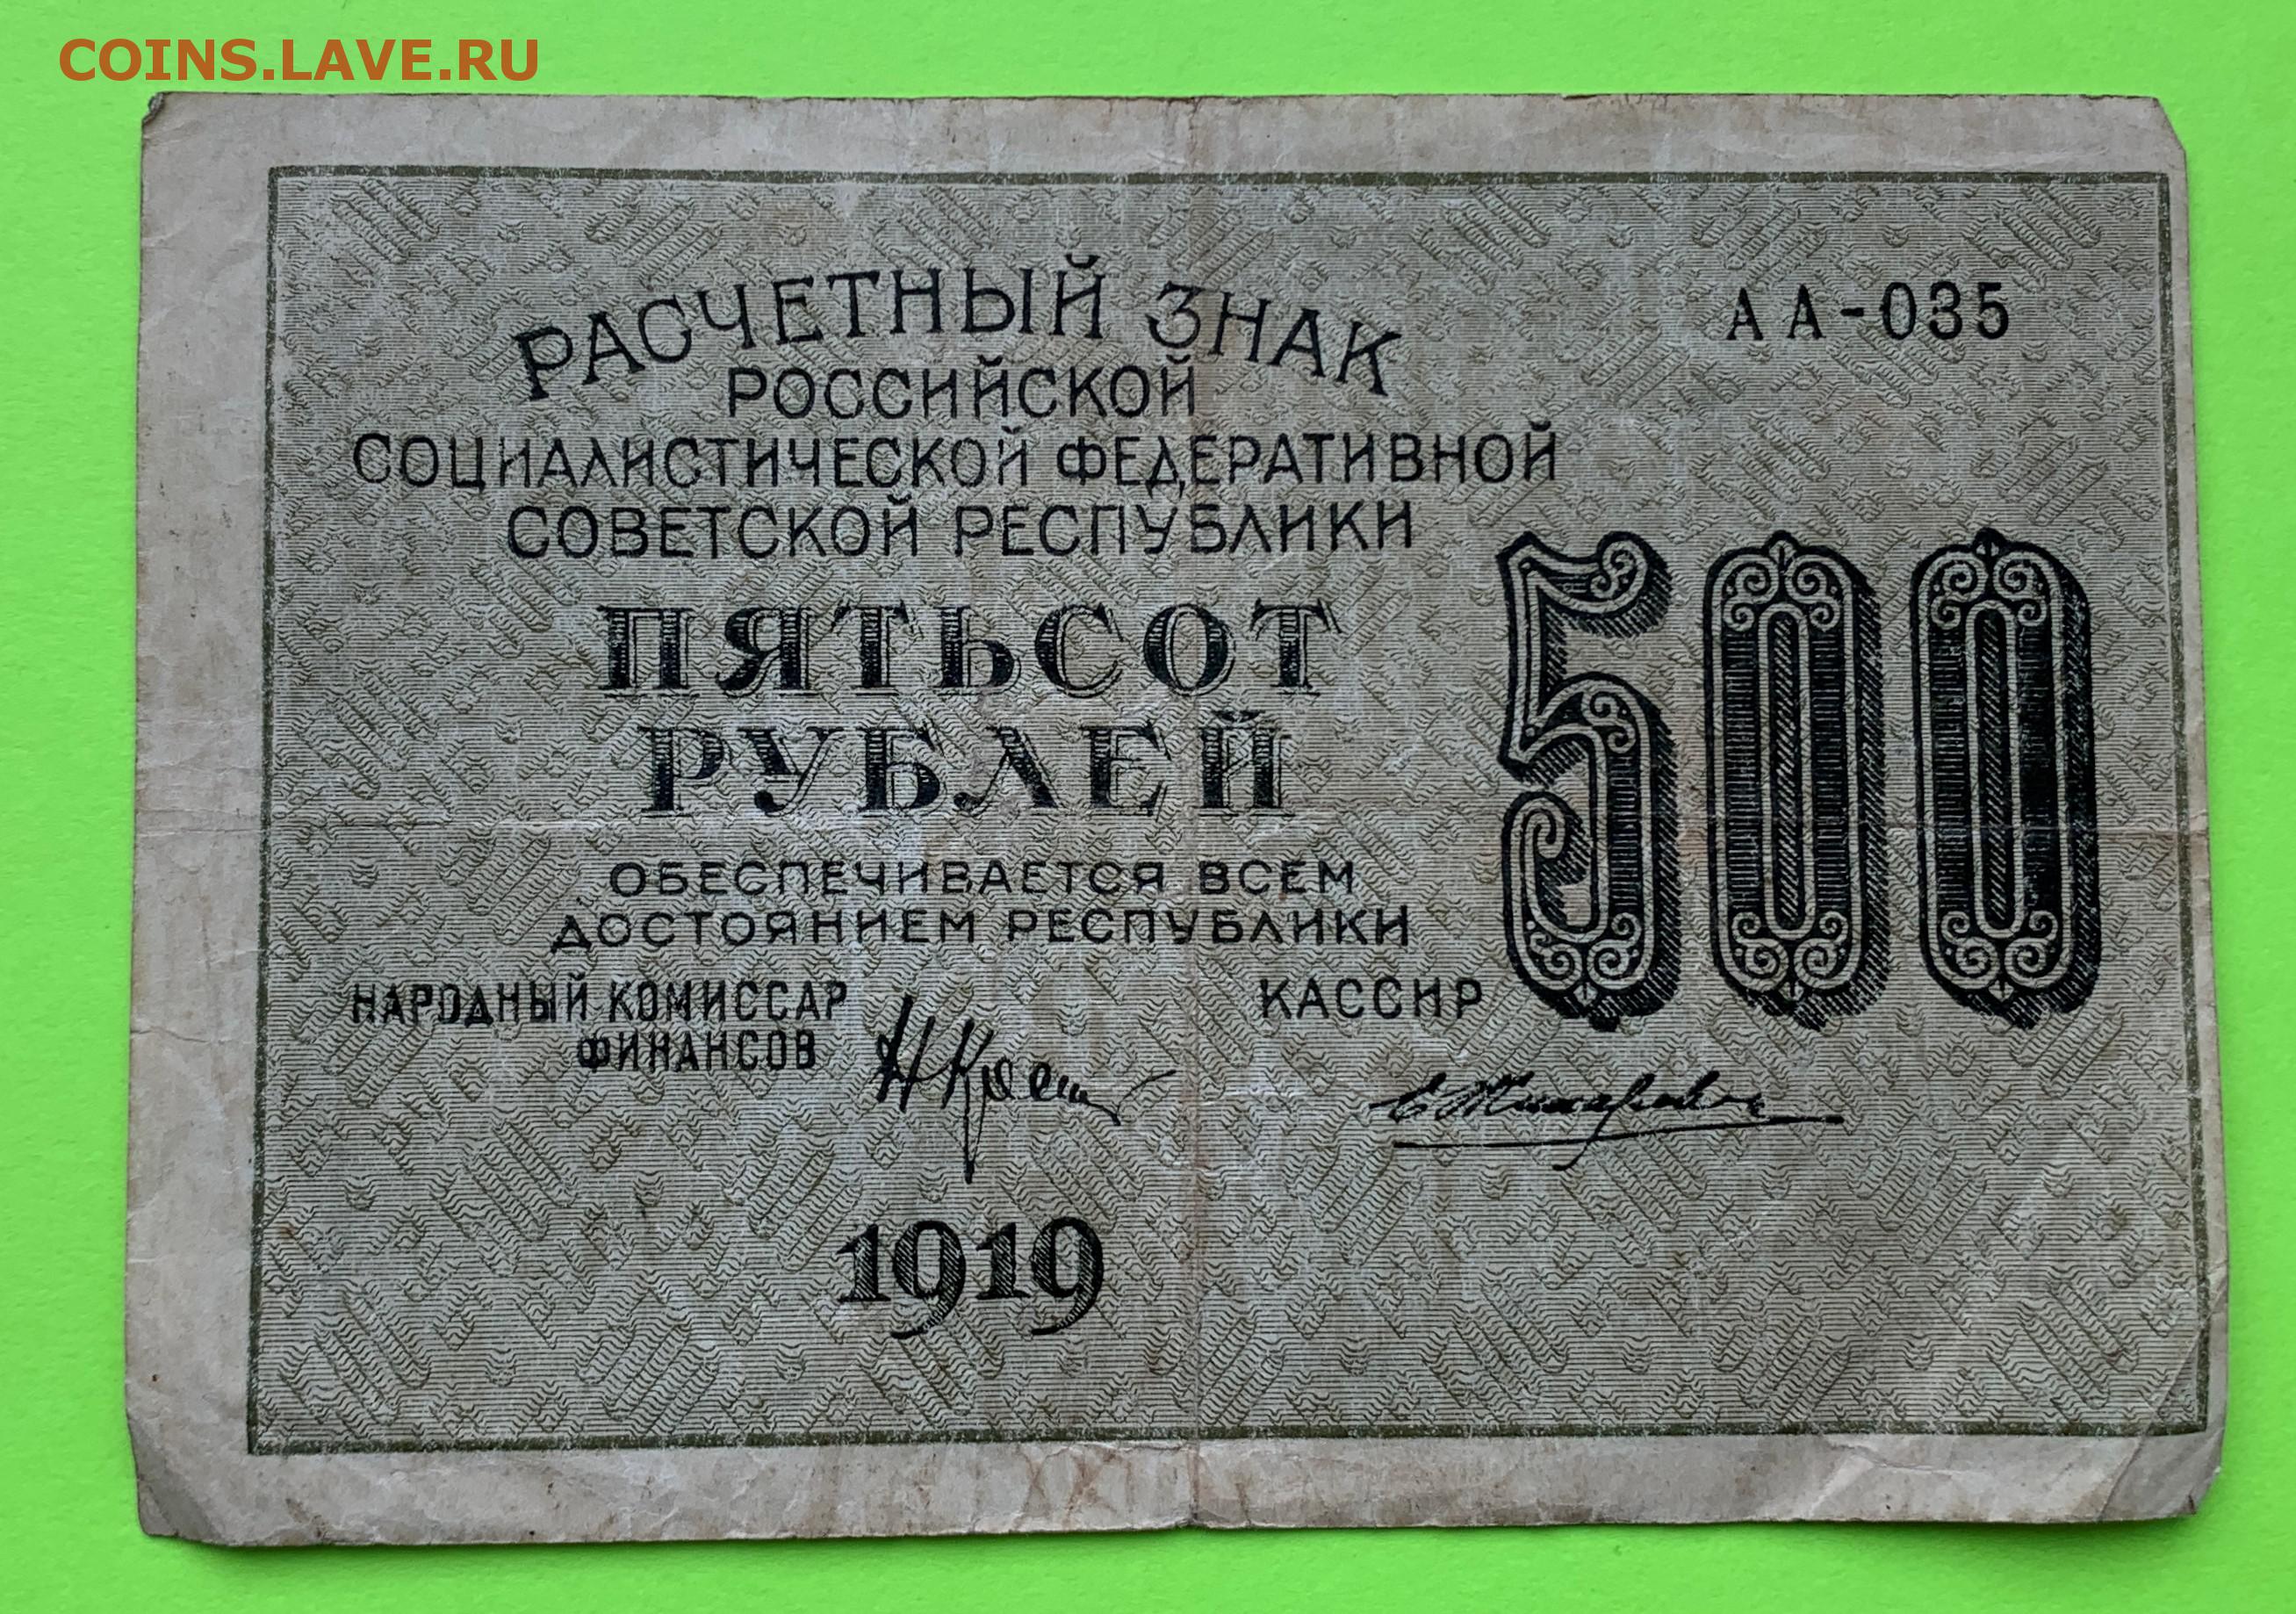 COINS.LAVE.RU
РАСЧЕТНЫЙ ЗНАК
АА-035
РОССИЙСКОЙ
СОЦИАЛИСТИЧЕСКОЙ ФЕДЕРАТИВНОЙ
СОВЕТСКОЙ РЕСПУБЛИКИ
ПЯТЬСОТ
РУБЛЕЙ
500
ОБЕСПЕЧИВАЕТСЯ ВСЕМ
ДОСТОЯНИЕМ РЕСПУБЛИКИ
НАРОДНЫЙ КОМИССАР
ФИНАНСОВ
КАССИР
1919